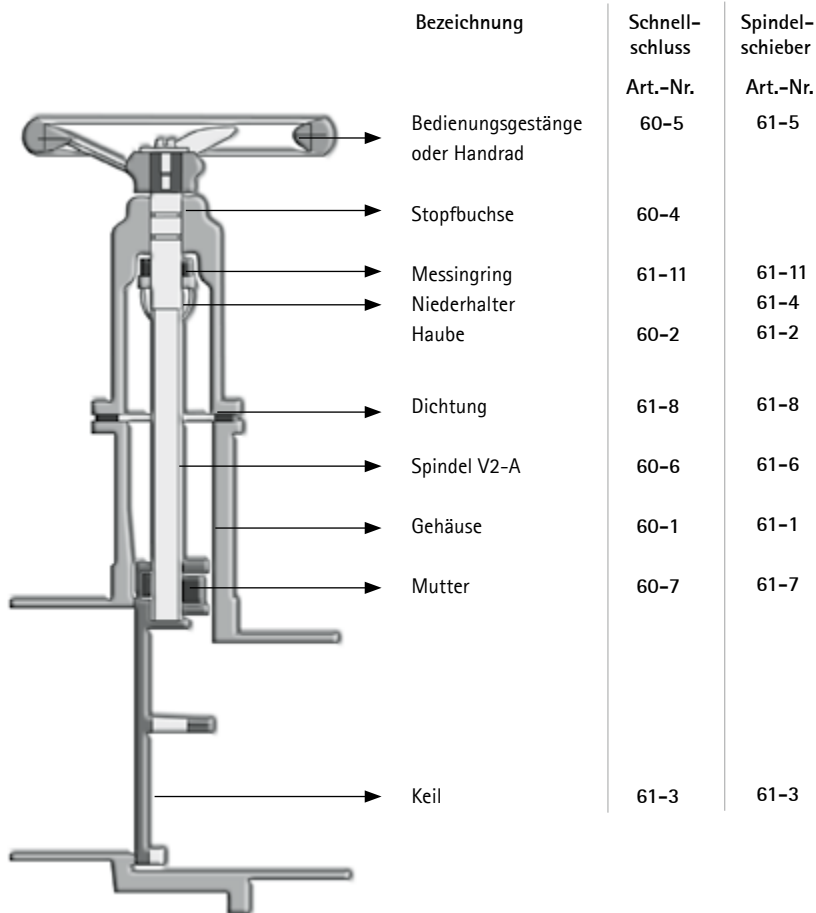 Bezeichnung Schnell- Spindel-
schluss schieber
Art.-Nr. Art.-Nr.
Bedienungsgestänge 60-5 61-5
oder Handrad
Stopfbuchse 60-4
Messingring 61-11 61-11
Niederhalter 61-4
Haube 60-2 61-2
Dichtung 61-8 61-8
Spindel V2-A 60-6 61-6
Gehäuse 60-1 61-1
Mutter 60-7 61-7
Keil 61-3 61-3